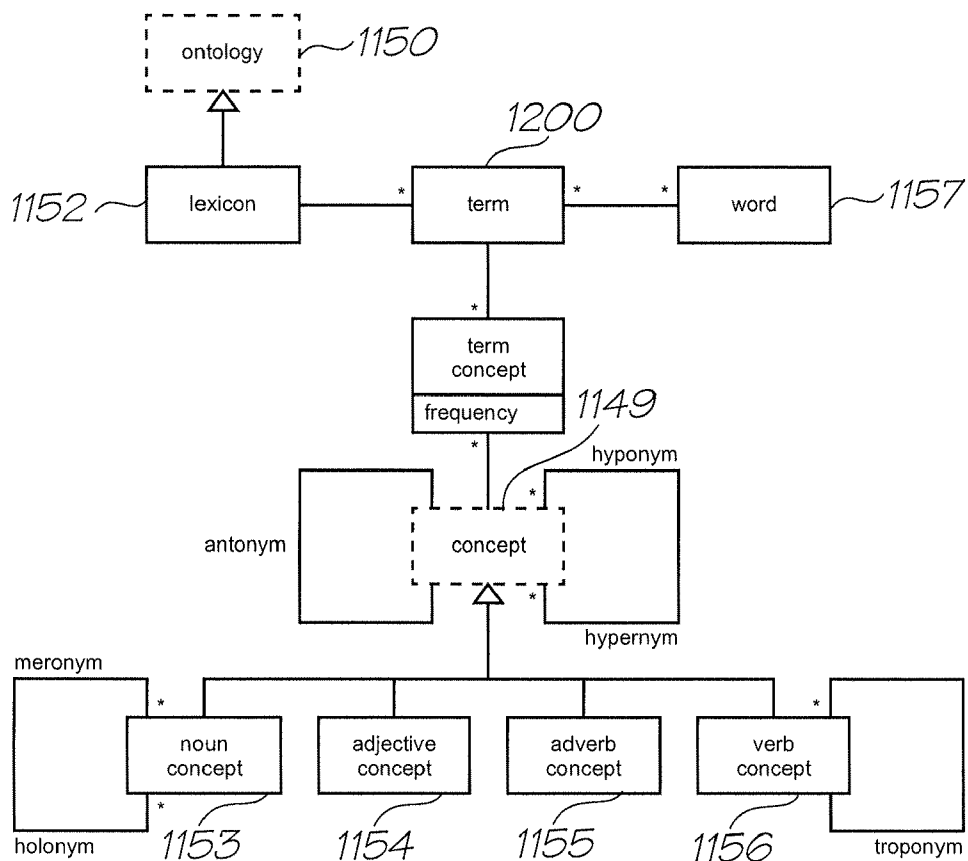 ontology
1150
1200
1152
lexicon
*
term
*
*
word
1157
*
term
concept
frequency
*
1149
hyponym
*
antonym
concept
*
hypernym
meronym
*
noun
concept
*
holonym
1153
adjective
concept
1154
adverb
concept
1155
*
verb
concept
1156
troponym